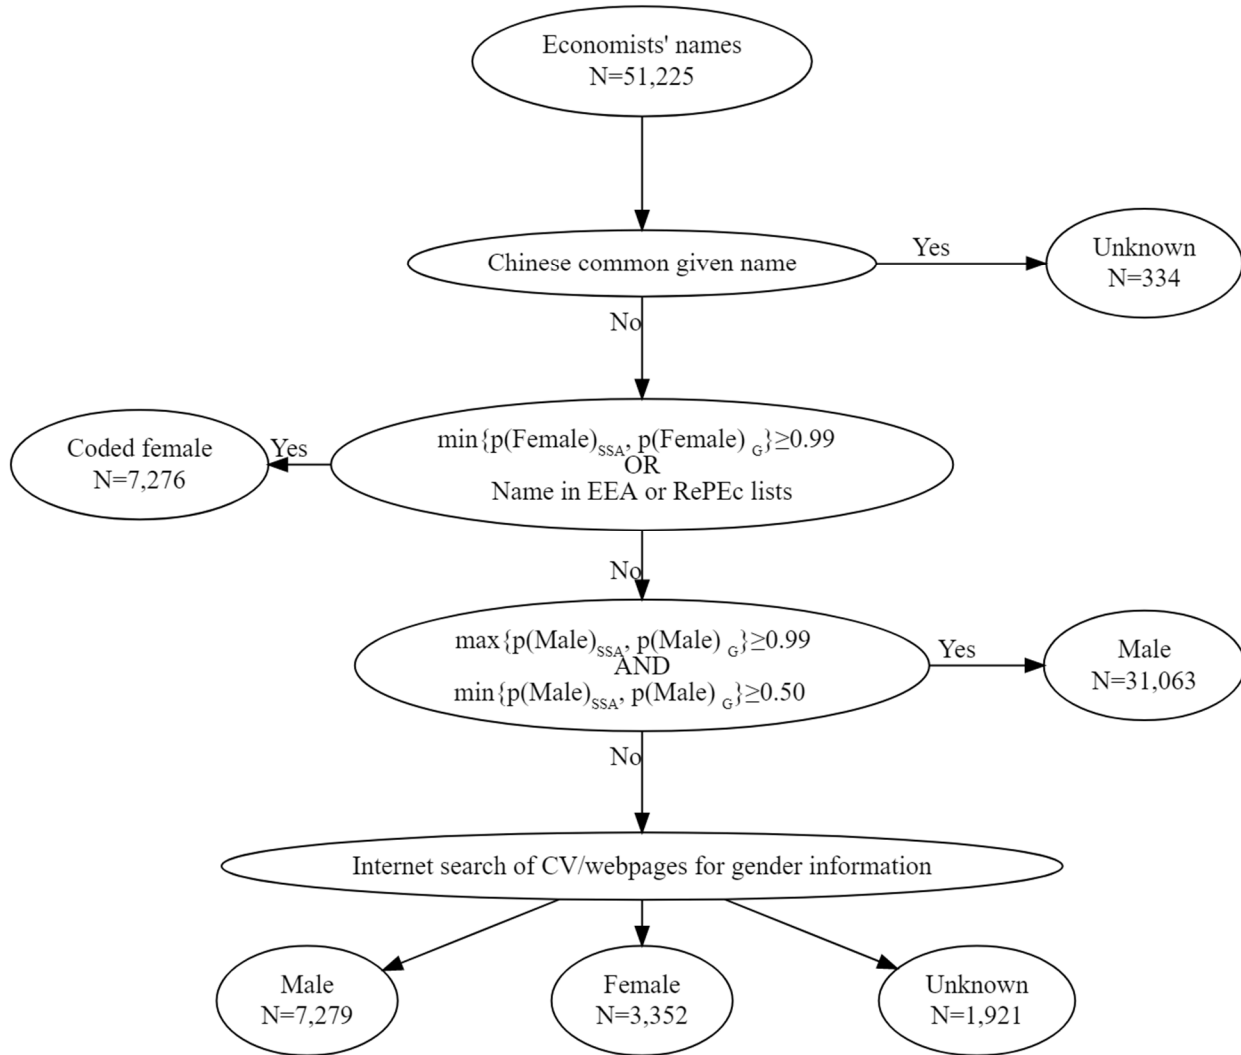 Economists' names
N=51,225
Chinese common given name
Yes
Unknown
N=334
No
Coded female
N=7,276
Yes
min{p(Female)SSA, p(Female) G}≥0.99
OR
Name in EEA or RePEc lists
No
max{p(Male)SSA, p(Male) G}≥0.99
AND
min{p(Male)SSA, p(Male) G}≥0.50
Yes
Male
N=31,063
No
Internet search of CV/webpages for gender information
Male
N=7,279
Female
N=3,352
Unknown
N=1,921